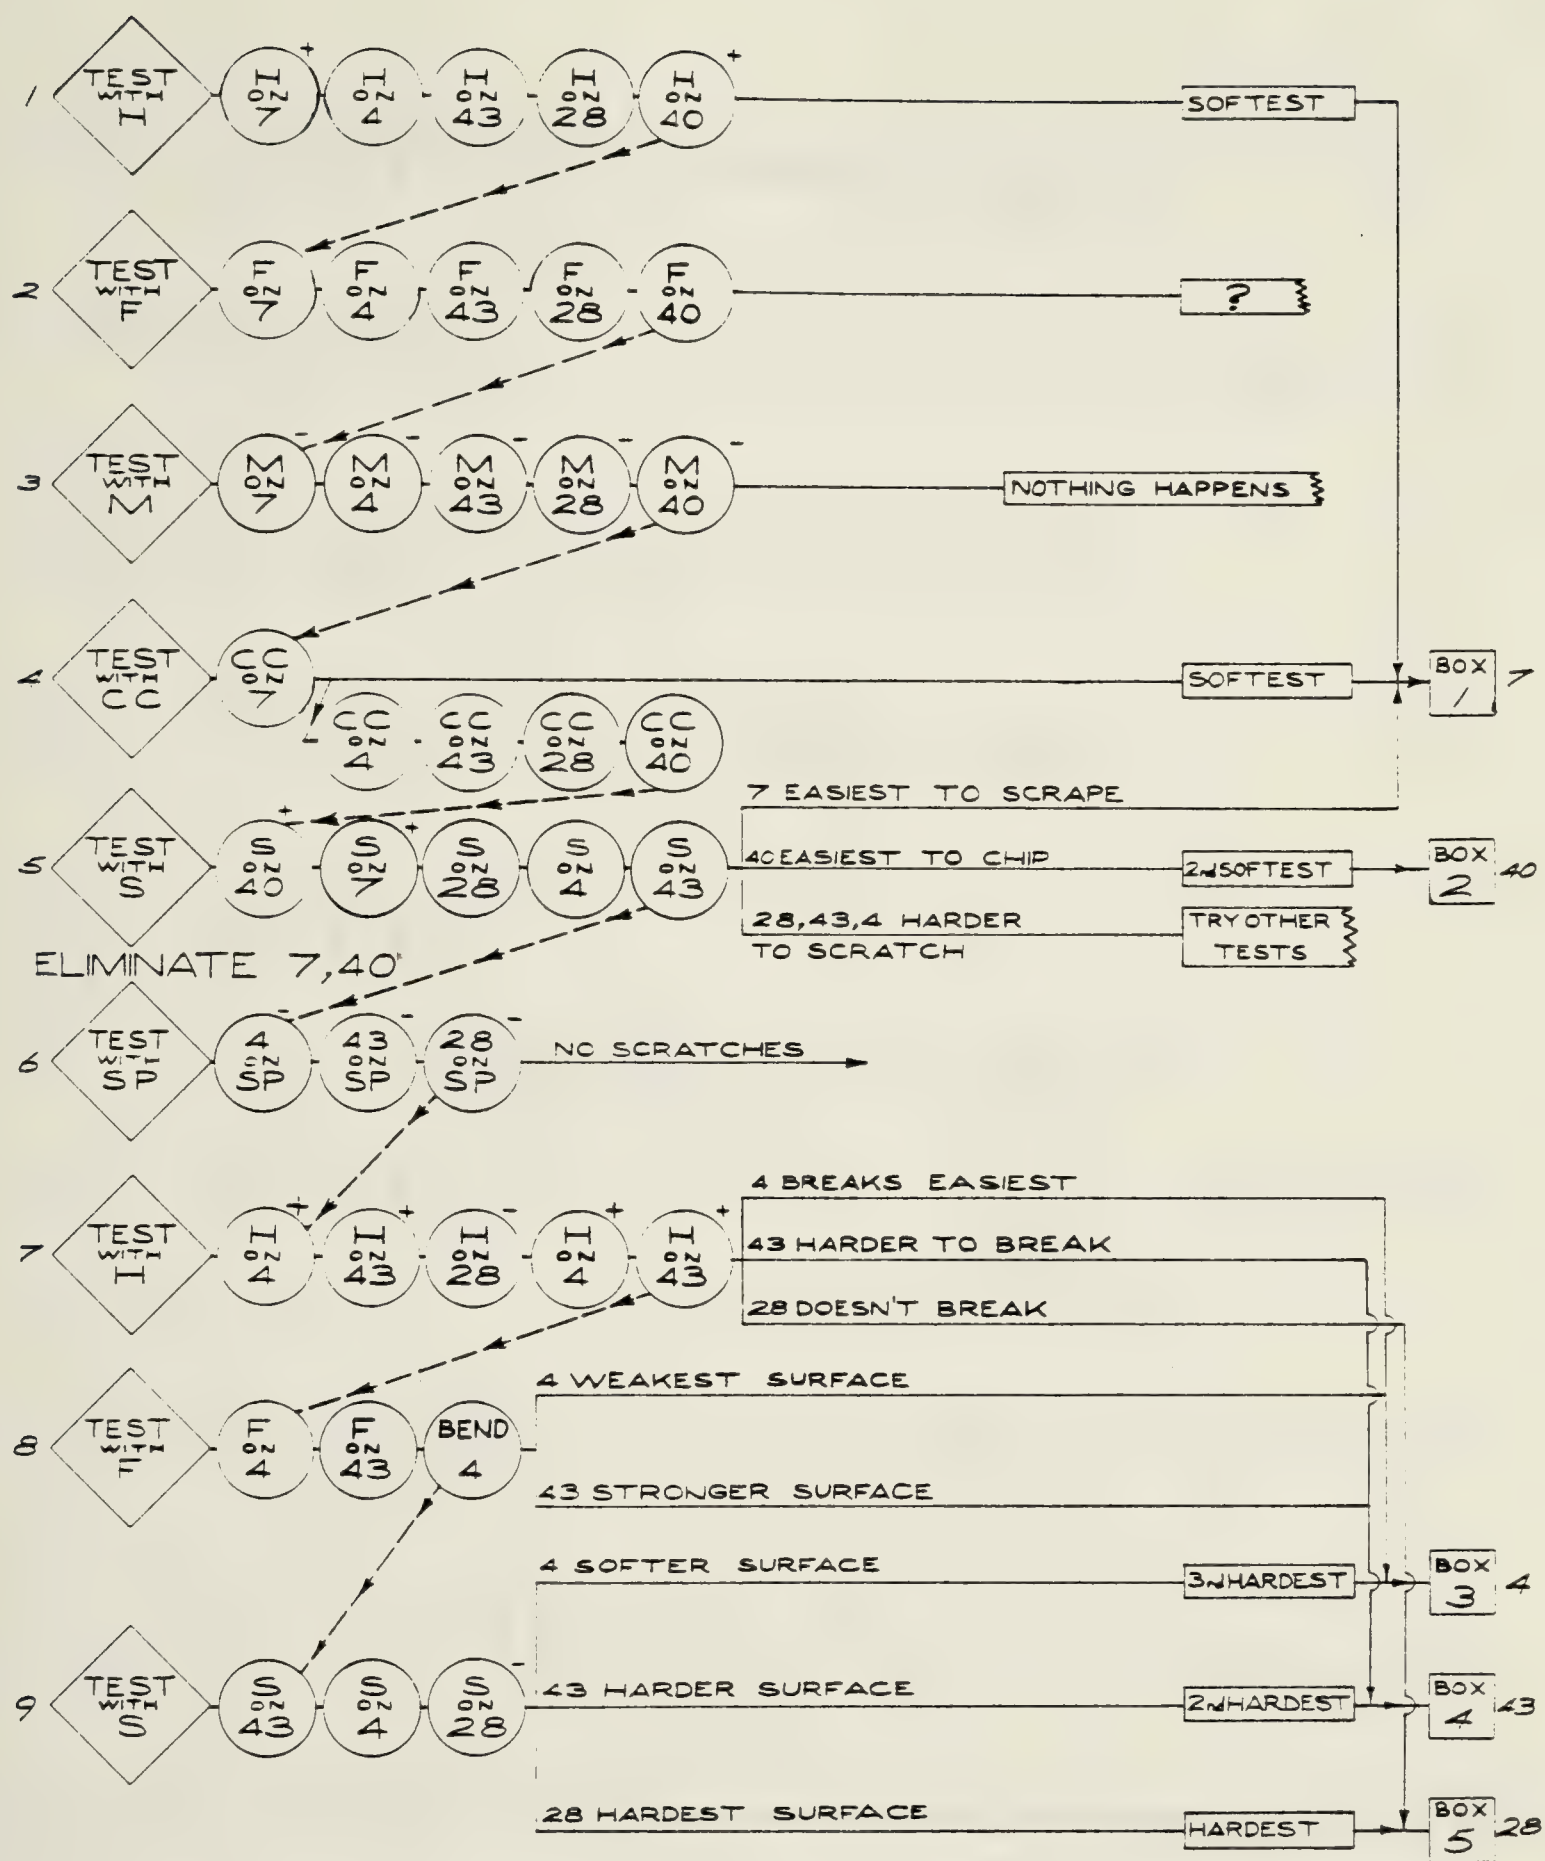 1
TEST
WITH
H
+
H
ON
7
H
ON
4
H
ON
43
H
ON
28
+
H
ON
40
SOFTEST
2
TEST
WITH
F
F
ON
7
F
ON
4
F
ON
43
F
ON
28
F
ON
40
?
3
TEST
WITH
M
-
M
ON
7
-
M
ON
4
-
M
ON
43
-
M
ON
28
-
M
ON
40
NOTHING HAPPENS
4
TEST
WITH
CC
CC
ON
7
SOFTEST
BOX
1
7
CC
ON
4
CC
ON
43
CC
ON
28
CC
ON
40
5
TEST
WITH
S
+
S
ON
40
+
S
ON
7
S
ON
28
S
ON
4
S
ON
43
7 EASIEST TO SCRAPE
40 EASIEST TO CHIP
2nd SOFTEST
BOX
2
40
28,43,4 HARDER
TO SCRATCH
TRY OTHER
TESTS
ELIMINATE 7,40
6
TEST
WITH
SP
-
4
ON
SP
-
43
ON
SP
-
28
ON
SP
NO SCRATCHES
7
TEST
WITH
H
+
H
ON
4
+
H
ON
43
-
H
ON
28
+
H
ON
4
+
H
ON
43
4 BREAKS EASIEST
43 HARDER TO BREAK
28 DOESN'T BREAK
8
TEST
WITH
F
F
ON
4
F
ON
43
BEND
4
4 WEAKEST SURFACE
43 STRONGER SURFACE
9
TEST
WITH
S
S
ON
43
S
ON
4
-
S
ON
28
4 SOFTER SURFACE
3rd HARDEST
BOX
3
4
43 HARDER SURFACE
2nd HARDEST
BOX
4
43
28 HARDEST SURFACE
HARDEST
BOX
5
28